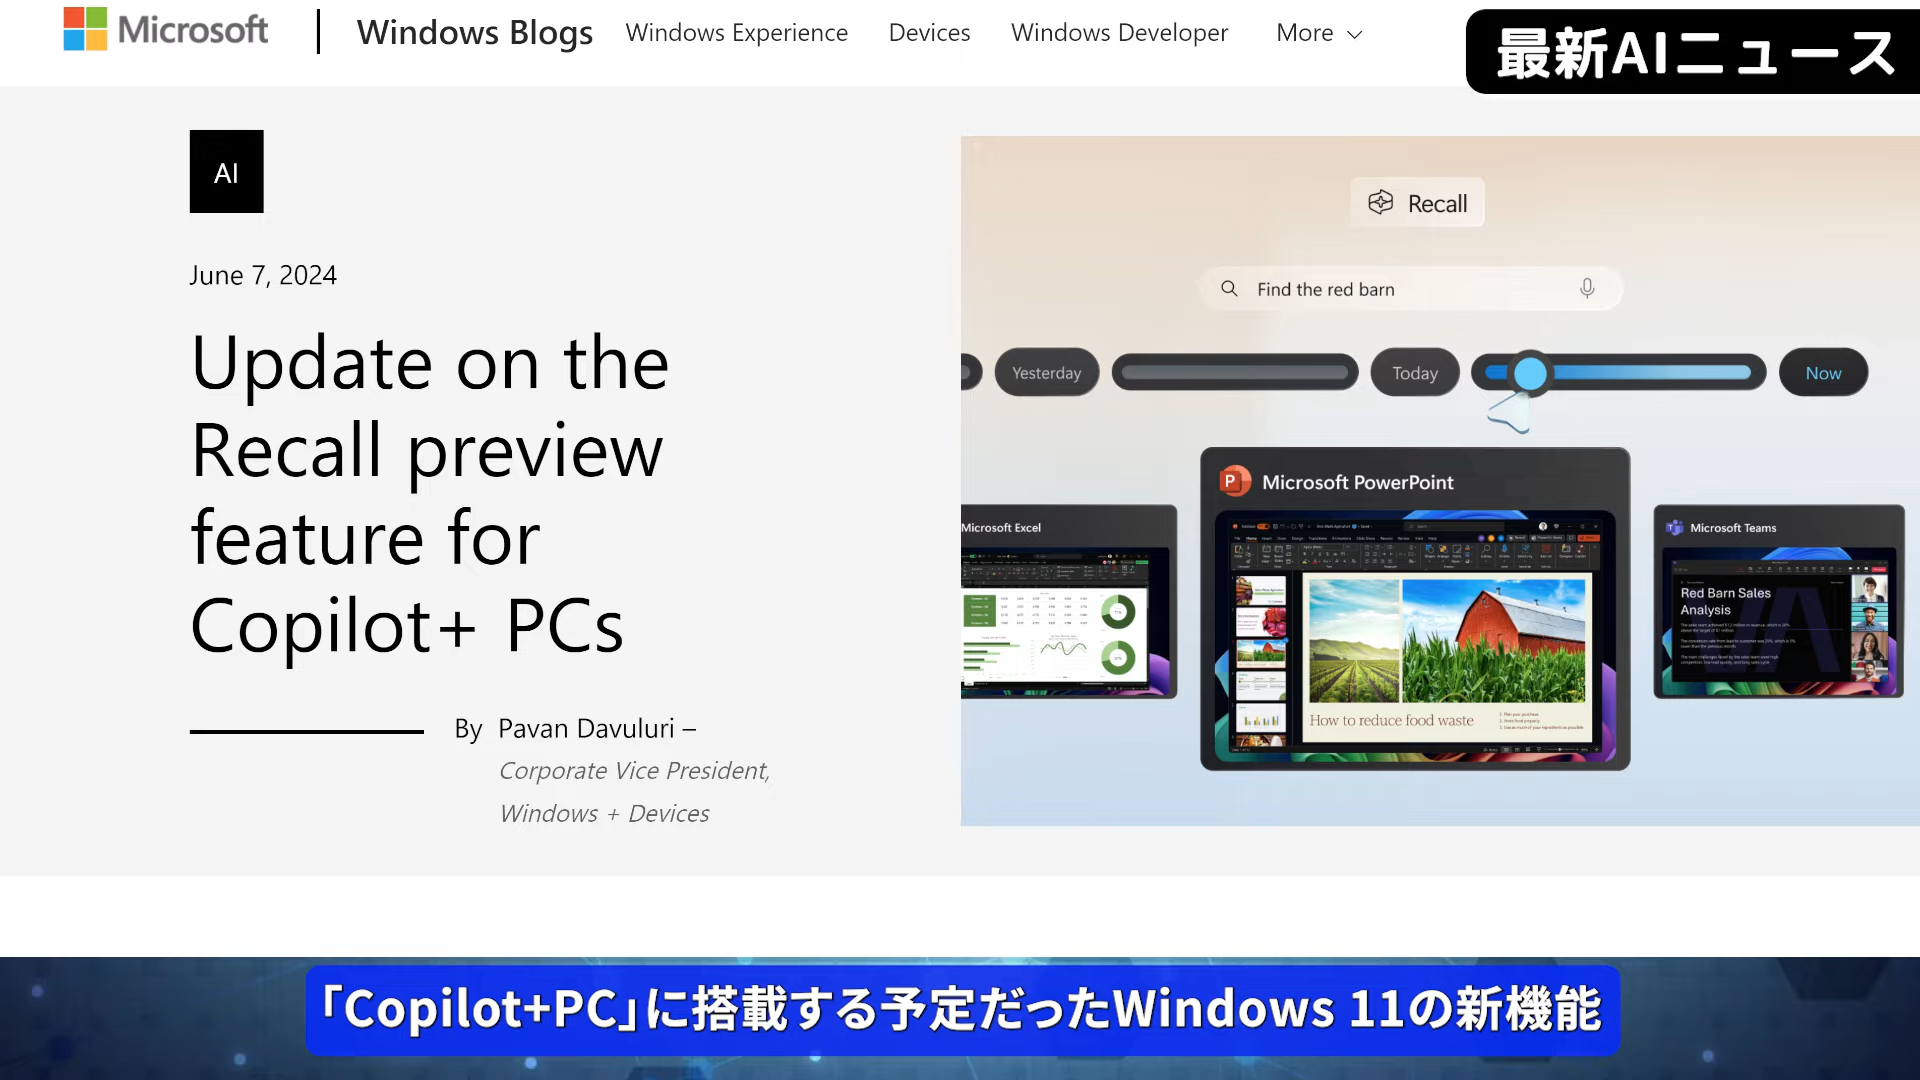 Microsoft
Windows Blogs
Windows Experience
Devices
Windows Developer
More
最新AIニュース
AI
June 7, 2024
Update on the
Recall preview
feature for
Copilot+ PCs
By Pavan Davuluri –
Corporate Vice President,
Windows + Devices
Recall
Find the red barn
Yesterday
Today
Now
Microsoft Excel
Microsoft PowerPoint
How to reduce food waste
Microsoft Teams
Red Barn Sales
Analysis
「Copilot+PC」に搭載する予定だったWindows 11の新機能